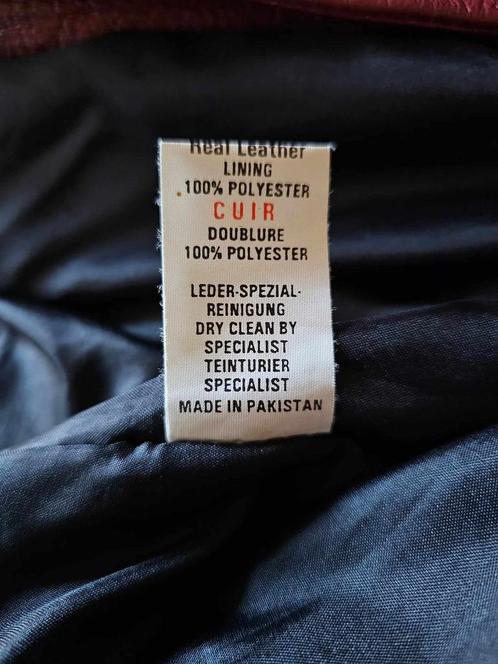 Real Leather
LINING
100% POLYESTER
CUIR
DOUBLURE
100% POLYESTER
LEDER-SPEZIAL-
REINIGUNG
DRY CLEAN BY
SPECIALIST
TEINTURIER
SPECIALIST
MADE IN PAKISTAN